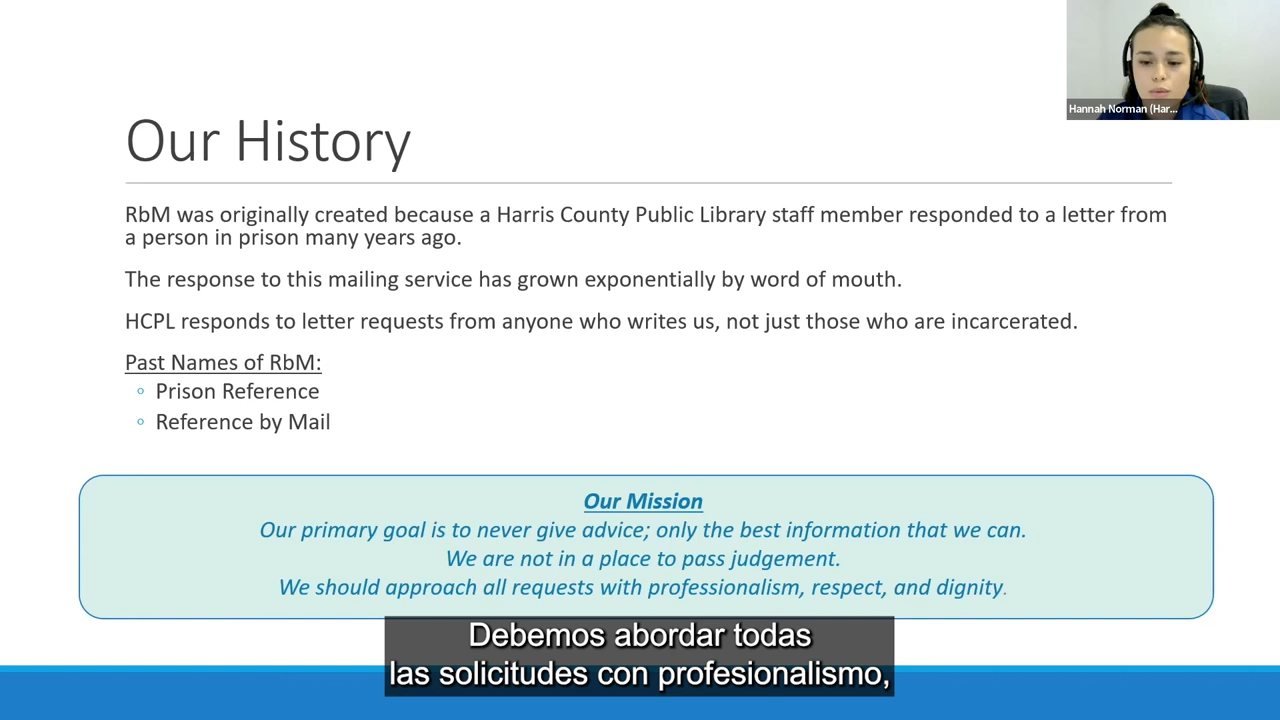 Hannah Norman (Har...
Our History
RbM was originally created because a Harris County Public Library staff member responded to a letter from
a person in prison many years ago.
The response to this mailing service has grown exponentially by word of mouth.
HCPL responds to letter requests from anyone who writes us, not just those who are incarcerated.
Past Names of RbM:
◦ Prison Reference
◦ Reference by Mail
Our Mission
Our primary goal is to never give advice; only the best information that we can.
We are not in a place to pass judgement.
We should approach all requests with professionalism, respect, and dignity.
Debemos abordar todas
las solicitudes con profesionalismo,